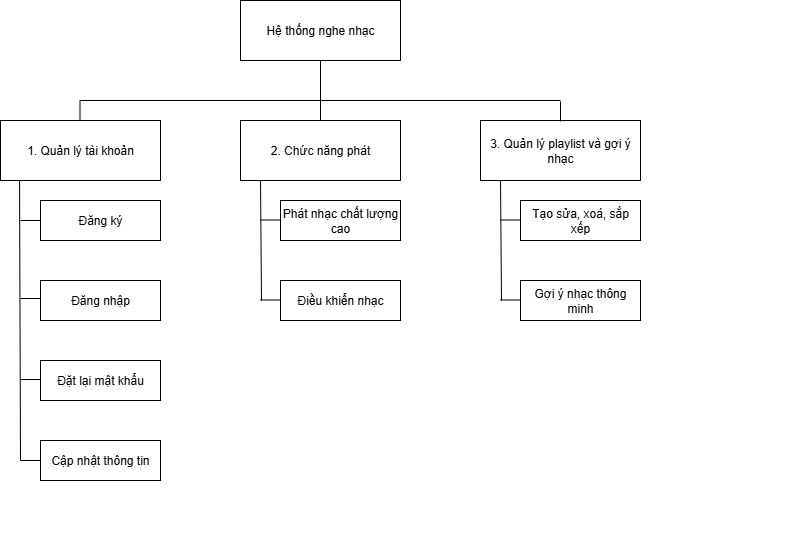 Hệ thống nghe nhạc
1. Quản lý tài khoản
2. Chức năng phát
3. Quản lý playlist và gợi ý
nhạc
Đăng ký
Đăng nhập
Đặt lại mật khẩu
Cập nhật thông tin
Phát nhạc chất lượng
cao
Điều khiển nhạc
Tạo sửa, xoá, sắp
xếp
Gợi ý nhạc thông
minh